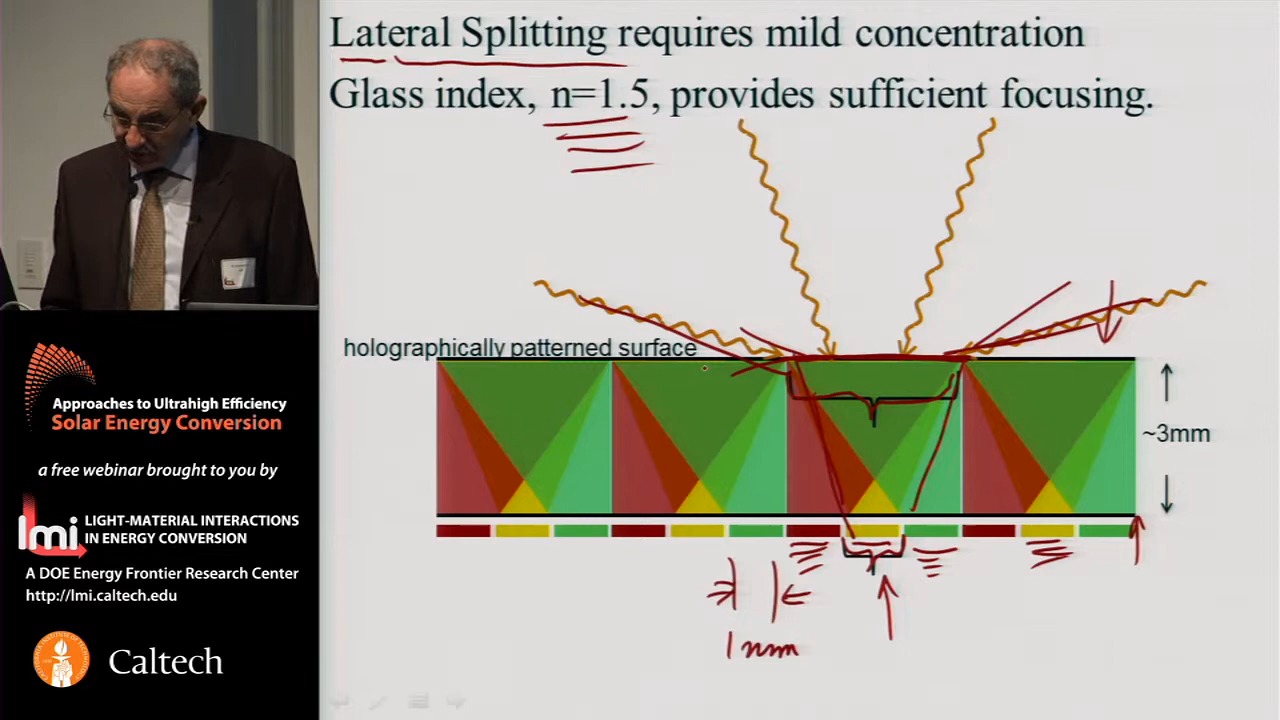 Lateral Splitting requires mild concentration
Glass index, n=1.5, provides sufficient focusing.
holographically patterned surface
~3mm
1 mm
Approaches to Ultrahigh Efficiency
Solar Energy Conversion
a free webinar brought to you by
lmi
LIGHT-MATERIAL INTERACTIONS
IN ENERGY CONVERSION
A DOE Energy Frontier Research Center
http://lmi.caltech.edu
Caltech